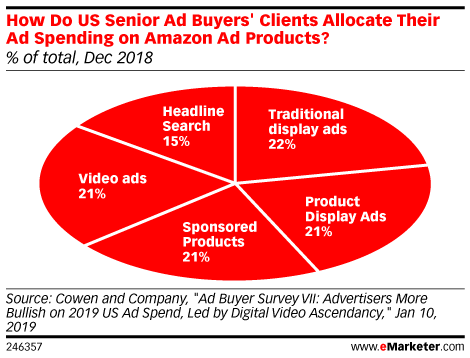 How Do US Senior Ad Buyers' Clients Allocate Their
Ad Spending on Amazon Ad Products?
% of total, Dec 2018
Headline
Search
15%
Traditional
display ads
22%
Video ads
21%
Product
Display Ads
21%
Sponsored
Products
21%
Source: Cowen and Company, "Ad Buyer Survey VII: Advertisers More
Bullish on 2019 US Ad Spend, Led by Digital Video Ascendancy," Jan 10,
2019
246357
www.eMarketer.com